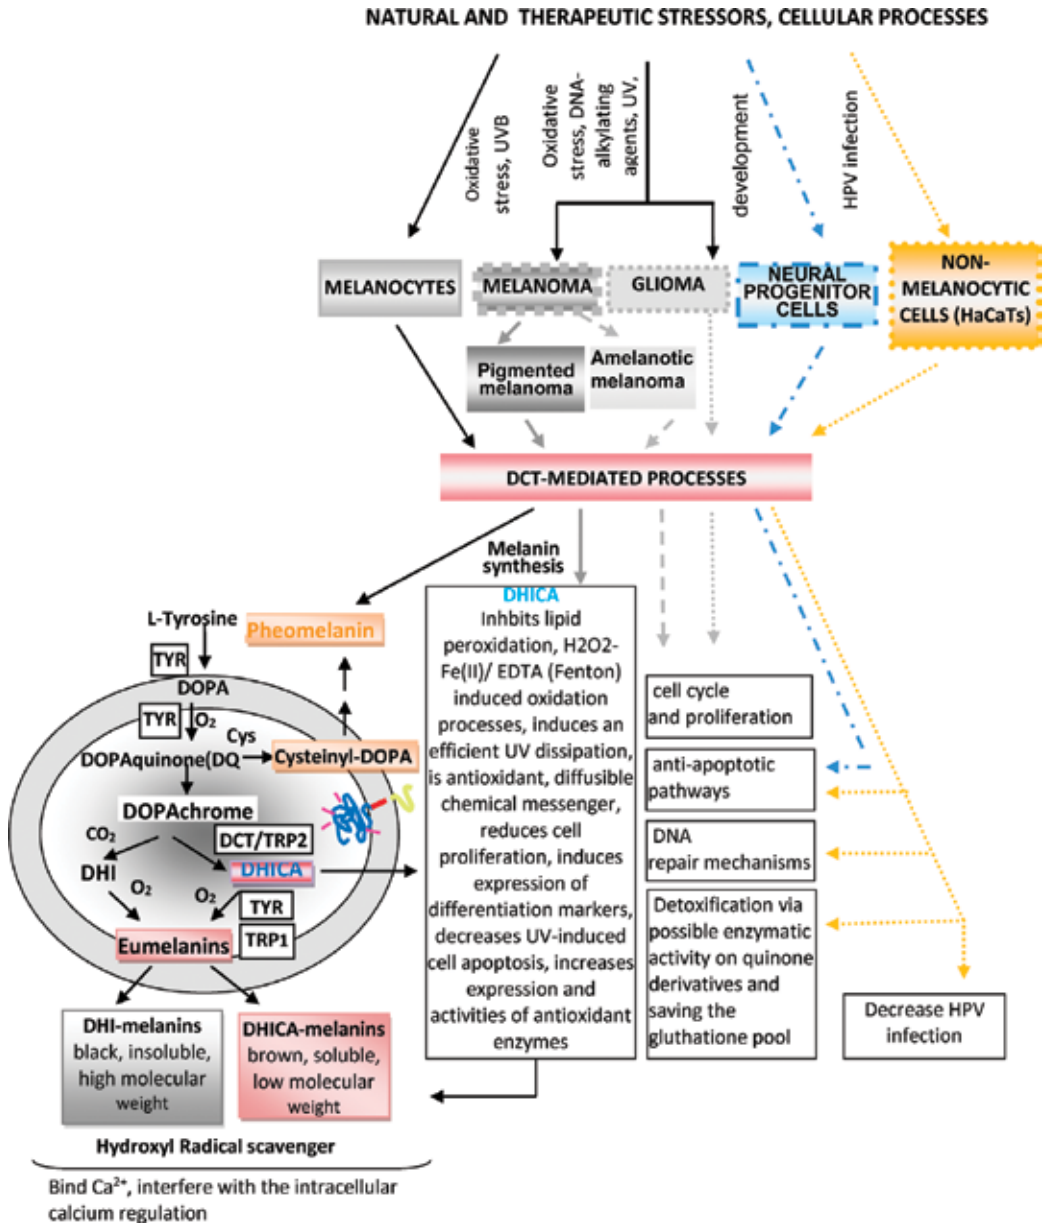 NATURAL AND THERAPEUTIC STRESSORS, CELLULAR PROCESSES
Oxidative
stress, UVB
Oxidative
stress, DNA-
alkylating
agents, UV,
development
HPV infection
MELANOCYTES
MELANOMA
GLIOMA
NEURAL
PROGENITOR
CELLS
NON-
MELANOCYTIC
CELLS (HaCaTs)
Pigmented
melanoma
Amelanotic
melanoma
DCT-MEDIATED PROCESSES
Melanin
synthesis
L-Tyrosine
Pheomelanin
TYR
DOPA
TYR
O₂
Cys
DOPAquinone(DQ
Cysteinyl-DOPA
DOPAchrome
CO₂
DCT/TRP2
DHI
DHICA
O₂
O₂
TYR
TRP1
Eumelanins
DHI-melanins
black, insoluble,
high molecular
weight
DHICA-melanins
brown, soluble,
low molecular
weight
Hydroxyl Radical scavenger
Bind Ca²⁺, interfere with the intracellular
calcium regulation
DHICA
Inhbits lipid
peroxidation, H2O2-
Fe(II)/ EDTA (Fenton)
induced oxidation
processes, induces an
efficient UV dissipation,
is antioxidant, diffusible
chemical messenger,
reduces cell
proliferation, induces
expression of
differentiation markers,
decreases UV-induced
cell apoptosis, increases
expression and
activities of antioxidant
enzymes
cell cycle
and proliferation
anti-apoptotic
pathways
DNA
repair mechanisms
Detoxification via
possible enzymatic
activity on quinone
derivatives and
saving the
gluthatione pool
Decrease HPV
infection